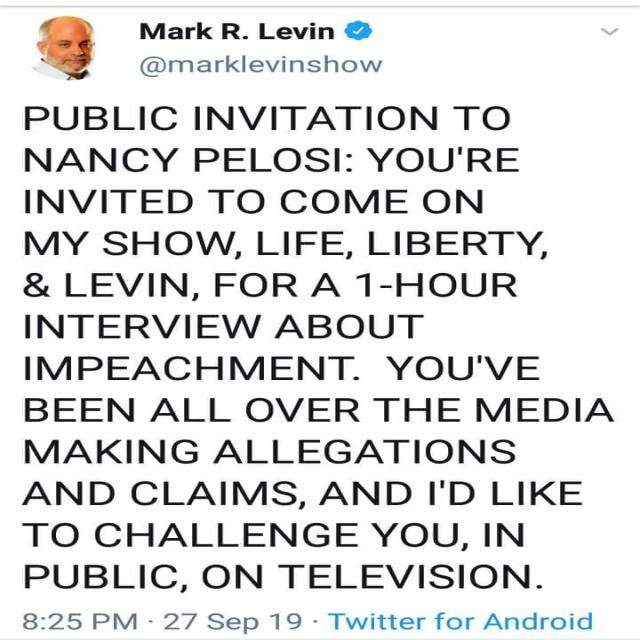 Mark R. Levin
@marklevinshow
PUBLIC INVITATION TO
NANCY PELOSI: YOU'RE
INVITED TO COME ON
MY SHOW, LIFE, LIBERTY,
& LEVIN, FOR A 1-HOUR
INTERVIEW ABOUT
IMPEACHMENT.  YOU'VE
BEEN ALL OVER THE MEDIA
MAKING ALLEGATIONS
AND CLAIMS, AND I'D LIKE
TO CHALLENGE YOU, IN
PUBLIC, ON TELEVISION.
8:25 PM · 27 Sep 19 · Twitter for Android